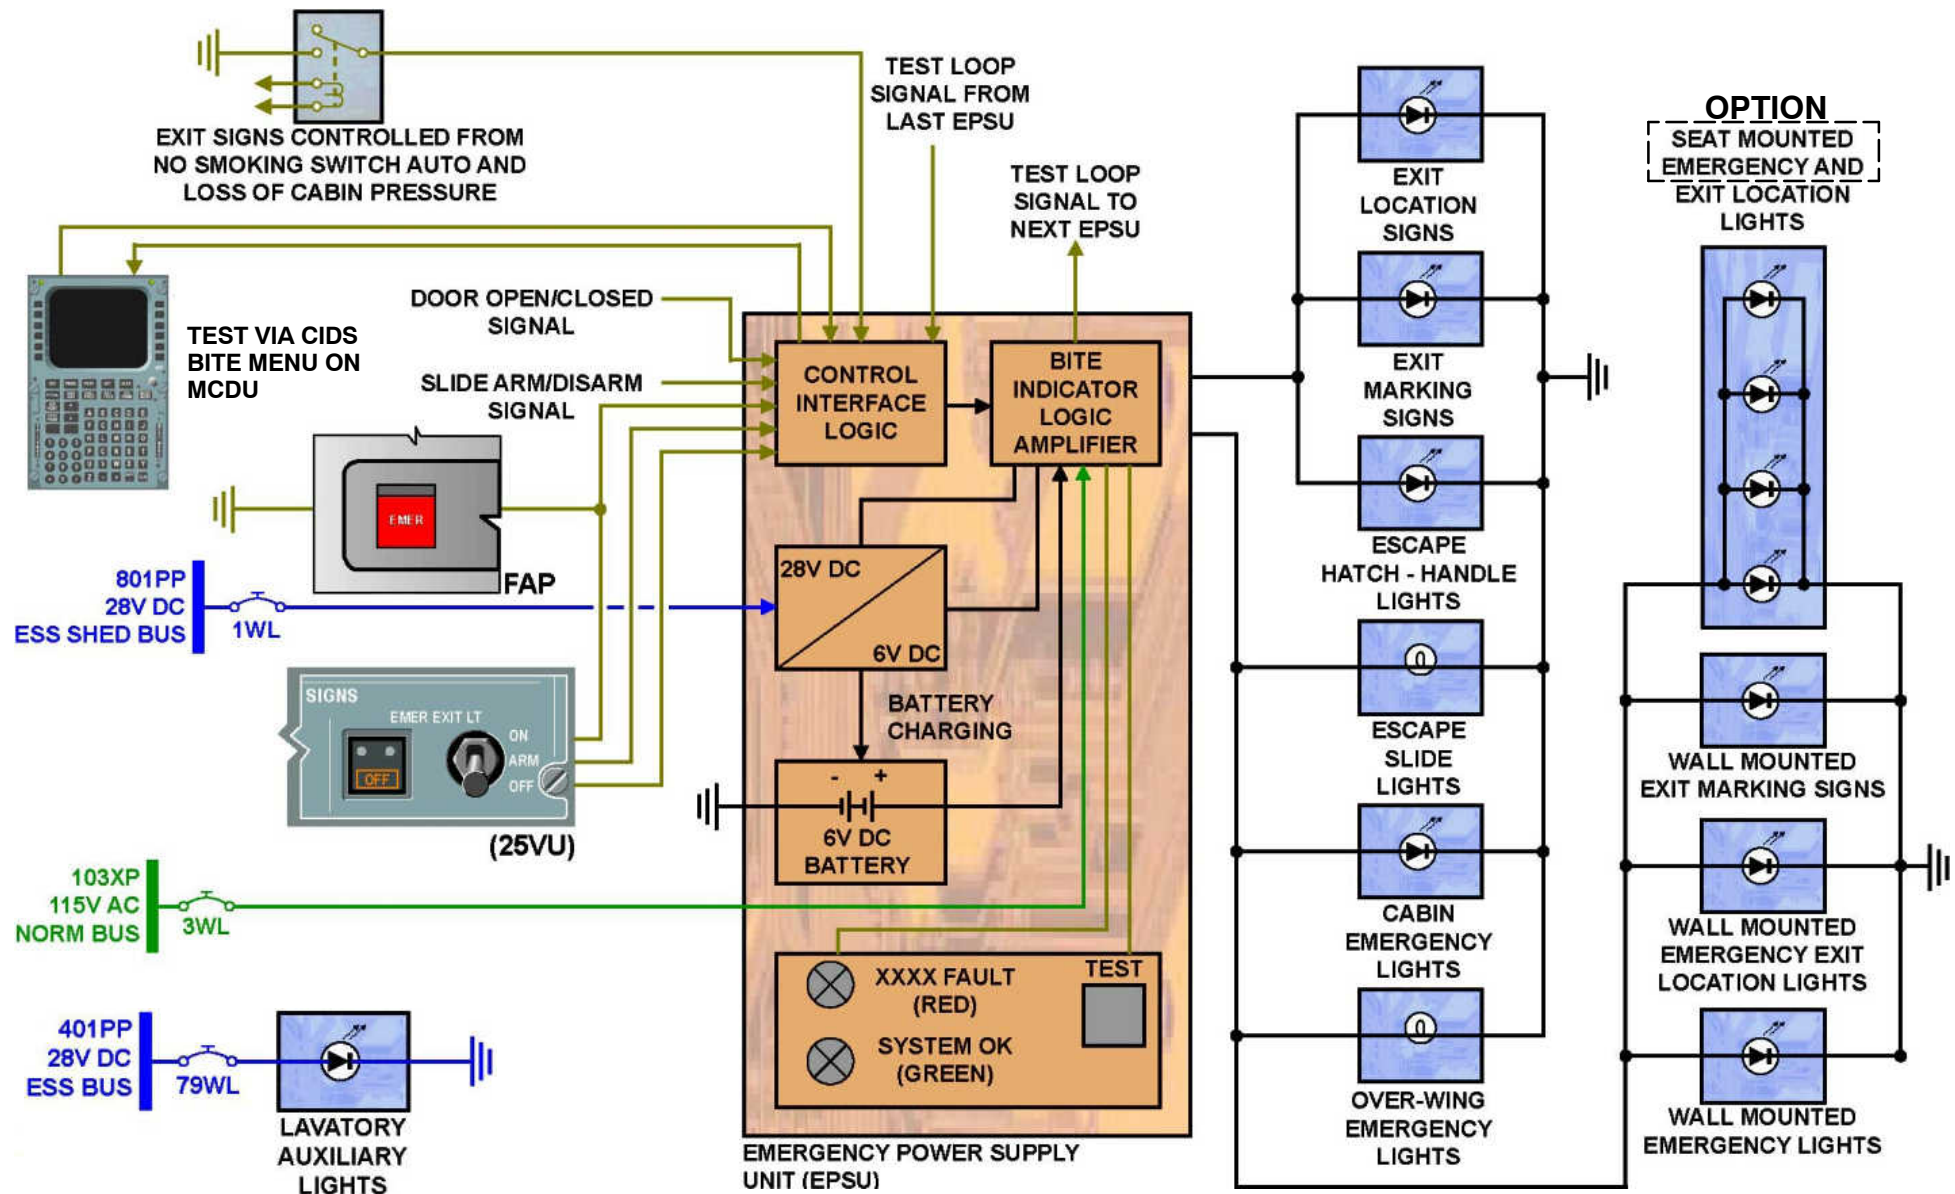 EXIT SIGNS CONTROLLED FROM
NO SMOKING SWITCH AUTO AND
LOSS OF CABIN PRESSURE
TEST LOOP
SIGNAL FROM
LAST EPSU
TEST LOOP
SIGNAL TO
NEXT EPSU
TEST VIA CIDS
BITE MENU ON
MCDU
DOOR OPEN/CLOSED
SIGNAL
SLIDE ARM/DISARM
SIGNAL
EMER
FAP
801PP
28V DC
ESS SHED BUS
1WL
SIGNS
EMER EXIT LT
ON
ARM
OFF
OFF
(25VU)
103XP
115V AC
NORM BUS
3WL
401PP
28V DC
ESS BUS
79WL
LAVATORY
AUXILIARY
LIGHTS
CONTROL
INTERFACE
LOGIC
BITE
INDICATOR
LOGIC
AMPLIFIER
28V DC
6V DC
BATTERY
CHARGING
- +
6V DC
BATTERY
XXXX FAULT
(RED)
TEST
SYSTEM OK
(GREEN)
EMERGENCY POWER SUPPLY
UNIT (EPSU)
EXIT
LOCATION
SIGNS
EXIT
MARKING
SIGNS
ESCAPE
HATCH - HANDLE
LIGHTS
ESCAPE
SLIDE
LIGHTS
CABIN
EMERGENCY
LIGHTS
OVER-WING
EMERGENCY
LIGHTS
OPTION
SEAT MOUNTED
EMERGENCY AND
EXIT LOCATION
LIGHTS
WALL MOUNTED
EXIT MARKING SIGNS
WALL MOUNTED
EMERGENCY EXIT
LOCATION LIGHTS
WALL MOUNTED
EMERGENCY LIGHTS